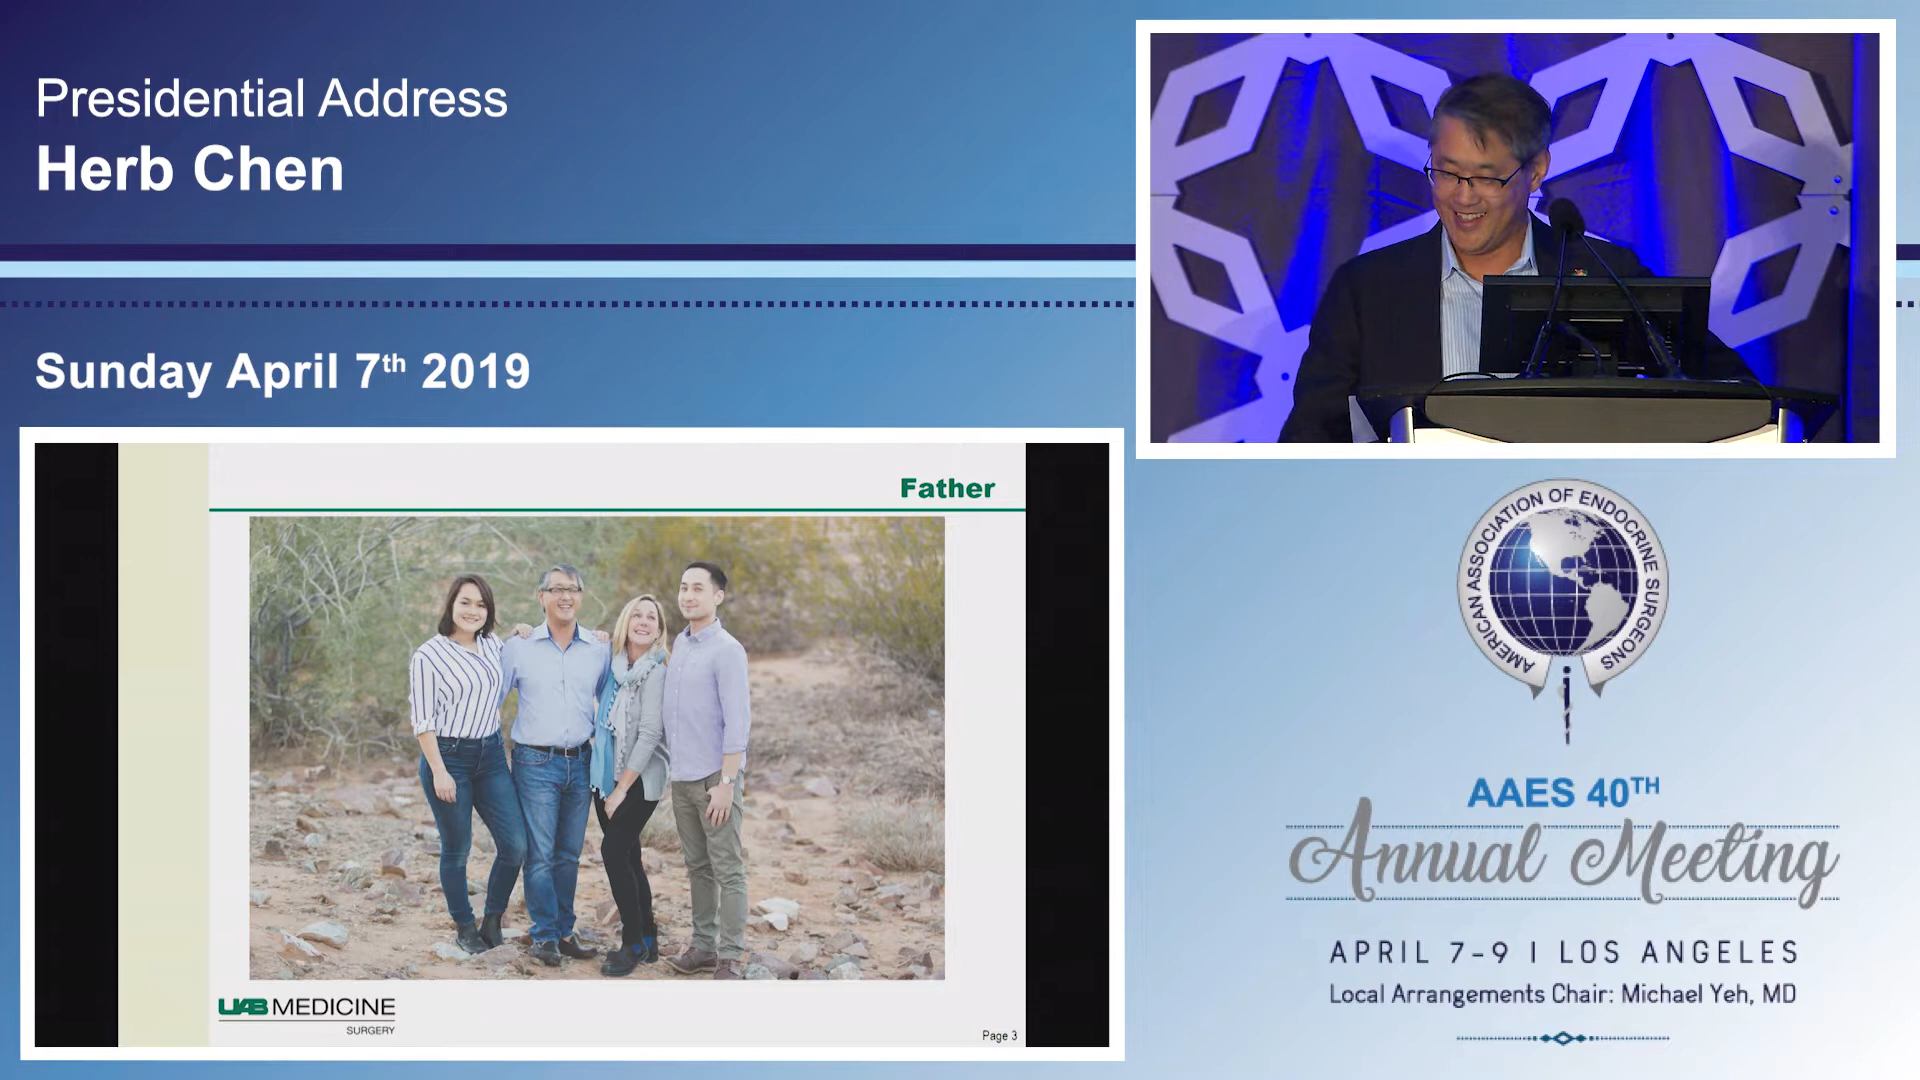 Presidential Address
Herb Chen
Sunday April 7th 2019
Father
UAB MEDICINE
SURGERY
Page 3
AMERICAN ASSOCIATION OF ENDOCRINE SURGEONS
AAES 40TH
Annual Meeting
APRIL 7-9 | LOS ANGELES
Local Arrangements Chair: Michael Yeh, MD